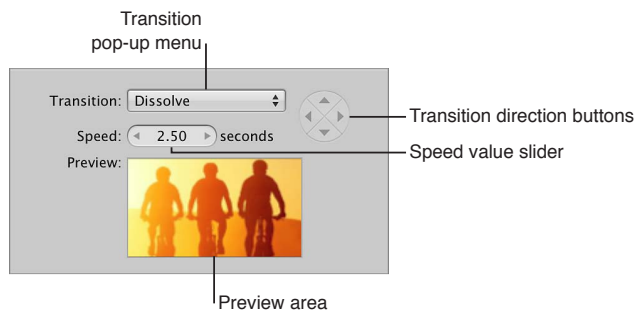 Transition
pop-up menu
Transition: Dissolve
Transition direction buttons
Speed: 2.50 seconds
Speed value slider
Preview:
Preview area